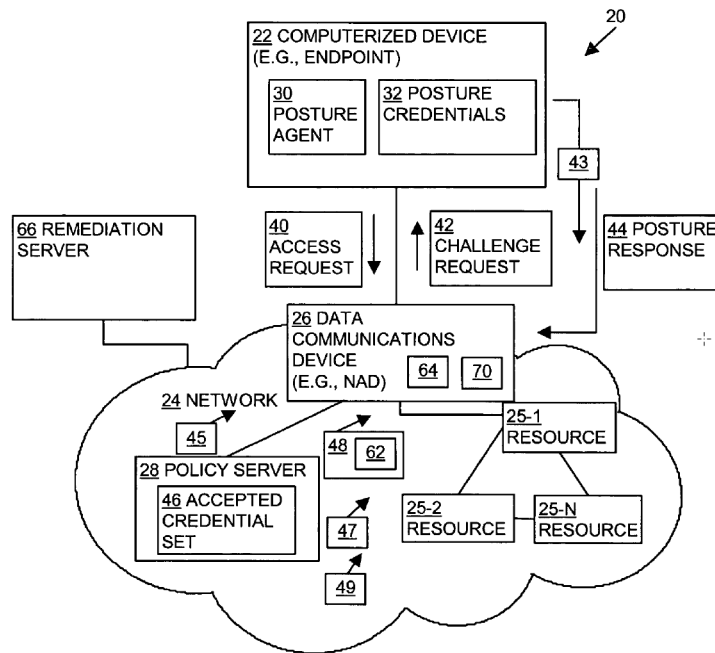 20
22 COMPUTERIZED DEVICE
(E.G., ENDPOINT)
30
POSTURE
AGENT
32 POSTURE
CREDENTIALS
43
66 REMEDIATION
SERVER
40
ACCESS
REQUEST
42
CHALLENGE
REQUEST
44 POSTURE
RESPONSE
26 DATA
COMMUNICATIONS
DEVICE
(E.G., NAD)
64
70
24 NETWORK
45
48
62
25-1
RESOURCE
28 POLICY SERVER
46 ACCEPTED
CREDENTIAL
SET
47
49
25-2
RESOURCE
25-N
RESOURCE